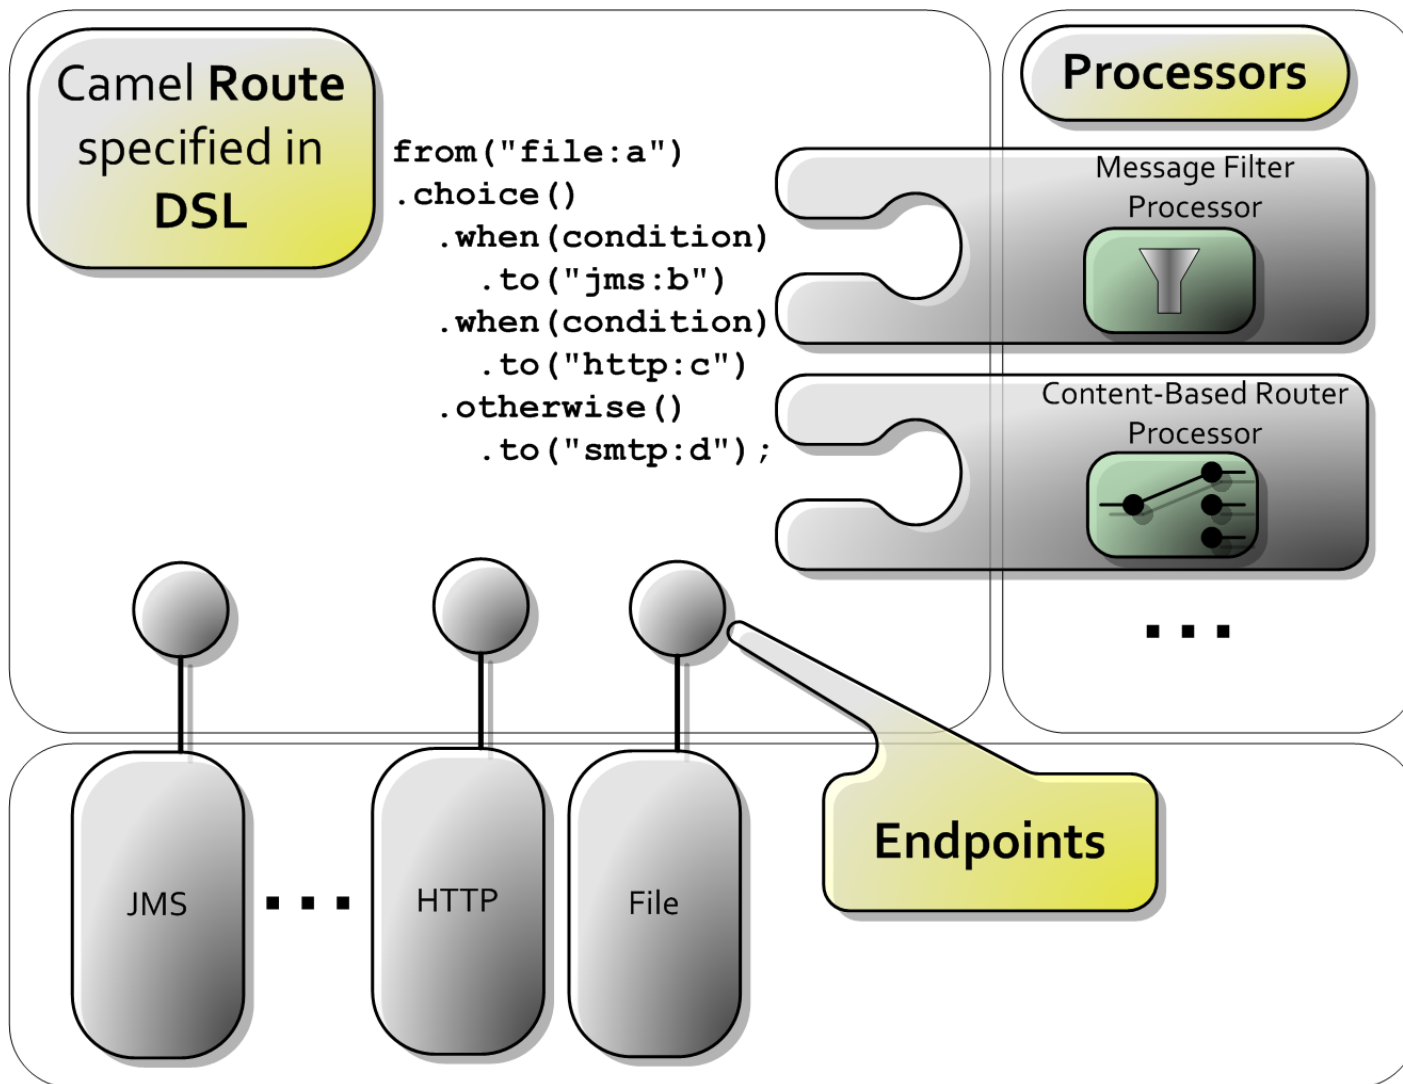 Camel Route
specified in
DSL
from("file:a")
.choice()
.when(condition)
.to("jms:b")
.when(condition)
.to("http:c")
.otherwise()
.to("smtp:d");
Processors
Message Filter
Processor
Content-Based Router
Processor
...
JMS
...
HTTP
File
Endpoints